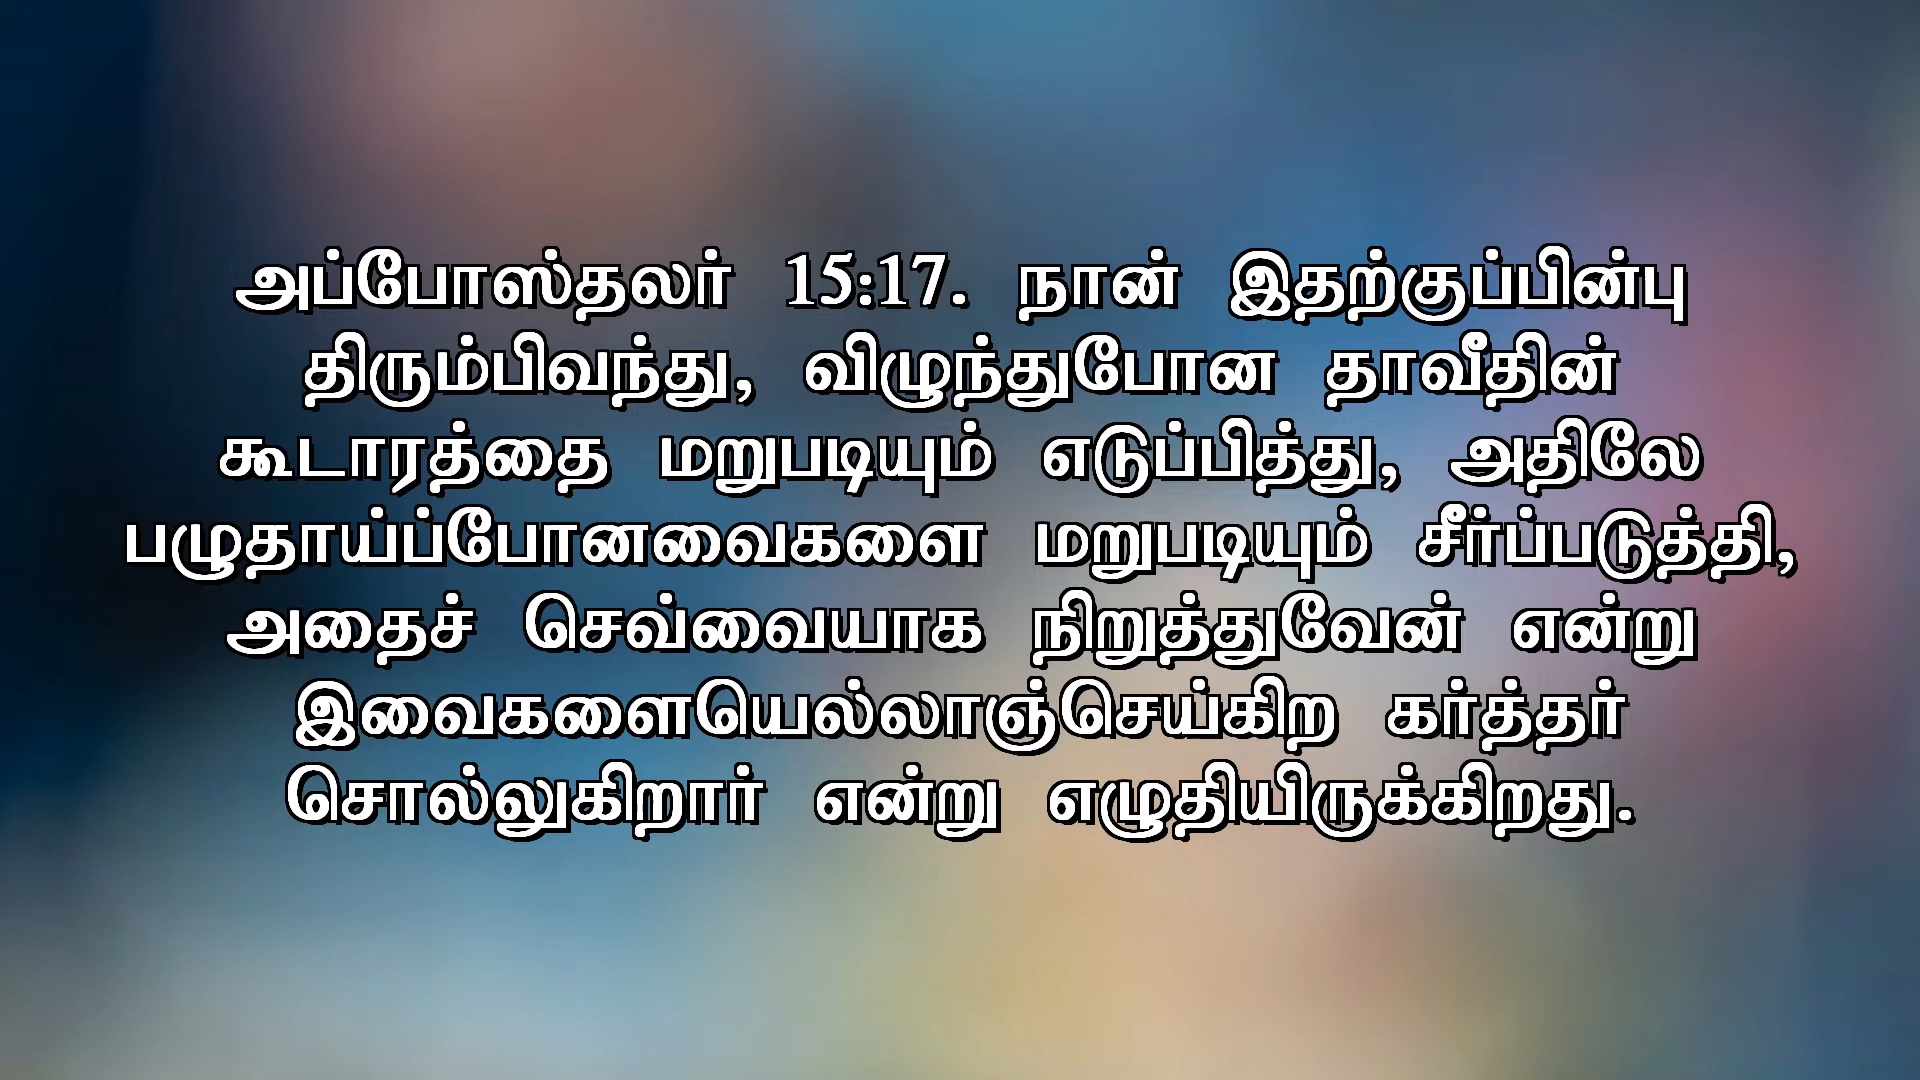 அப்போஸ்தலர் 15:17. நான் இதற்குப்பின்பு
திரும்பிவந்து, விழுந்துபோன தாவீதின்
கூடாரத்தை மறுபடியும் எடுப்பித்து, அதிலே
பழுதாய்ப்போனவைகளை மறுபடியும் சீர்ப்படுத்தி,
அதைச் செவ்வையாக நிறுத்துவேன் என்று
இவைகளையெல்லாஞ்செய்கிற கர்த்தர்
சொல்லுகிறார் என்று எழுதியிருக்கிறது.